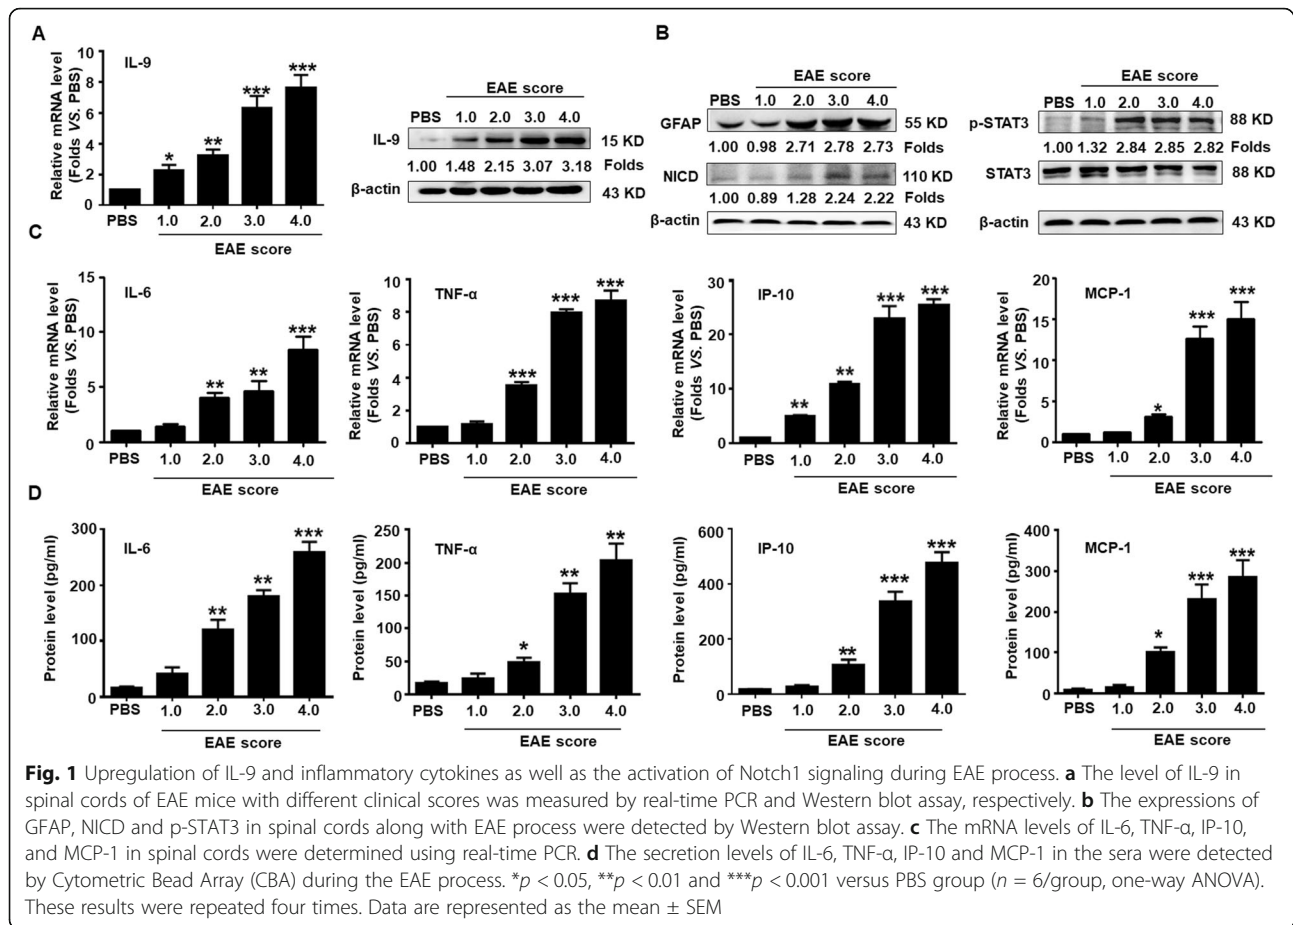 A
IL-9
Relative mRNA level
(Folds VS. PBS)
10
8
6
4
2
0
*
**
***
***
PBS
1.0
2.0
3.0
4.0
EAE score
EAE score
PBS 1.0 2.0 3.0 4.0
IL-9
15 KD
1.00 1.48 2.15 3.07 3.18 Folds
β-actin
43 KD
B
EAE score
PBS 1.0 2.0 3.0 4.0
GFAP
55 KD
1.00 0.98 2.71 2.78 2.73 Folds
NICD
110 KD
1.00 0.89 1.28 2.24 2.22 Folds
β-actin
43 KD
EAE score
PBS 1.0 2.0 3.0 4.0
p-STAT3
88 KD
1.00 1.32 2.84 2.85 2.82 Folds
STAT3
88 KD
β-actin
43 KD
C
IL-6
Relative mRNA level
(Folds VS. PBS)
15
10
5
0
**
**
***
PBS
1.0
2.0
3.0
4.0
EAE score
TNF-α
Relative mRNA level
(Folds VS. PBS)
10
8
6
4
2
0
***
***
***
PBS
1.0
2.0
3.0
4.0
EAE score
IP-10
Relative mRNA level
(Folds VS. PBS)
30
20
10
0
**
**
***
***
PBS
1.0
2.0
3.0
4.0
EAE score
MCP-1
Relative mRNA level
(Folds VS. PBS)
20
15
10
5
0
*
***
***
PBS
1.0
2.0
3.0
4.0
EAE score
D
IL-6
Protein level (pg/ml)
300
200
100
0
**
**
***
PBS
1.0
2.0
3.0
4.0
EAE score
TNF-α
Protein level (pg/ml)
250
200
150
100
50
0
*
**
**
PBS
1.0
2.0
3.0
4.0
EAE score
IP-10
Protein level (pg/ml)
600
400
200
0
**
***
***
PBS
1.0
2.0
3.0
4.0
EAE score
MCP-1
Protein level (pg/ml)
400
300
200
100
0
*
***
***
PBS
1.0
2.0
3.0
4.0
EAE score
Fig. 1 Upregulation of IL-9 and inflammatory cytokines as well as the activation of Notch1 signaling during EAE process. a The level of IL-9 in
spinal cords of EAE mice with different clinical scores was measured by real-time PCR and Western blot assay, respectively. b The expressions of
GFAP, NICD and p-STAT3 in spinal cords along with EAE process were detected by Western blot assay. c The mRNA levels of IL-6, TNF-α, IP-10,
and MCP-1 in spinal cords were determined using real-time PCR. d The secretion levels of IL-6, TNF-α, IP-10 and MCP-1 in the sera were detected
by Cytometric Bead Array (CBA) during the EAE process. *p < 0.05, **p < 0.01 and ***p < 0.001 versus PBS group (n = 6/group, one-way ANOVA).
These results were repeated four times. Data are represented as the mean ± SEM